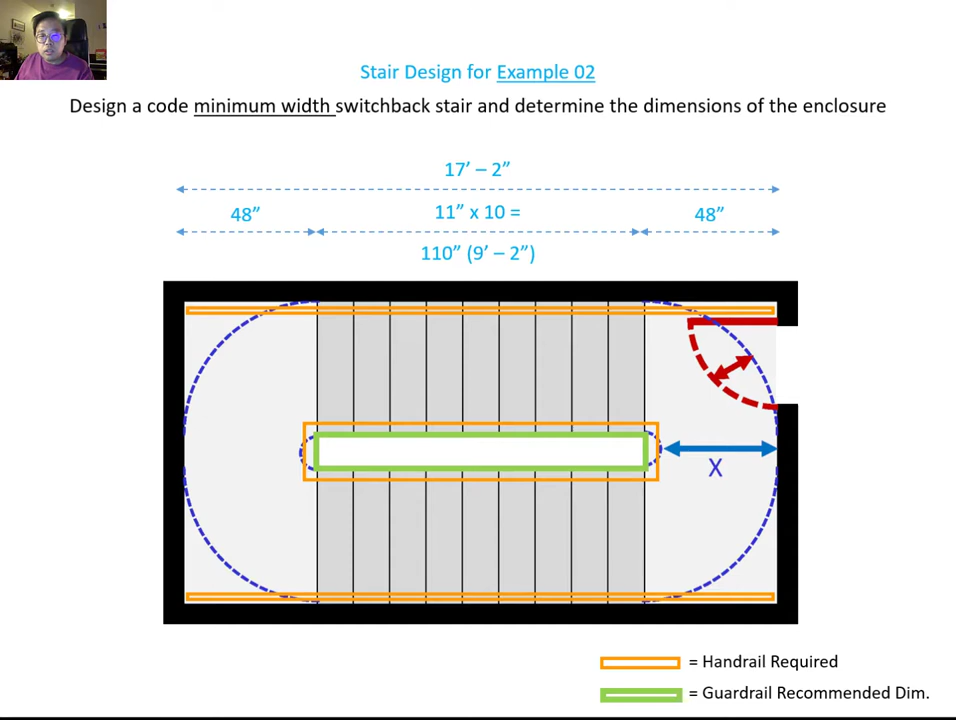 Stair Design for Example 02
Design a code minimum width switchback stair and determine the dimensions of the enclosure
17’ – 2”
48”
11” x 10 =
48”
110” (9’ – 2”)
X
= Handrail Required
= Guardrail Recommended Dim.